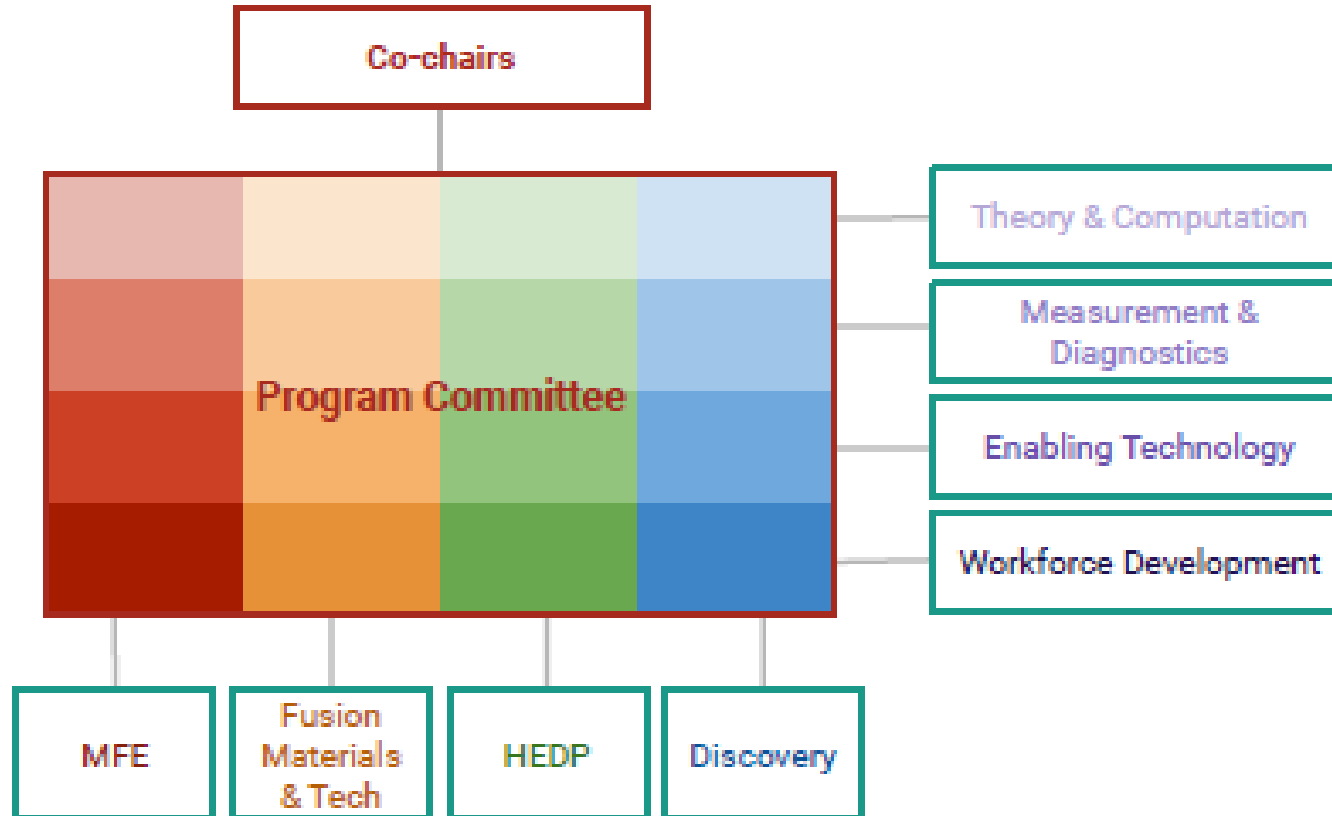 Co-chairs
Theory & Computation
Measurement &
Diagnostics
Program Committee
Enabling Technology
Workforce Development
MFE
Fusion
Materials
& Tech
HEDP
Discovery